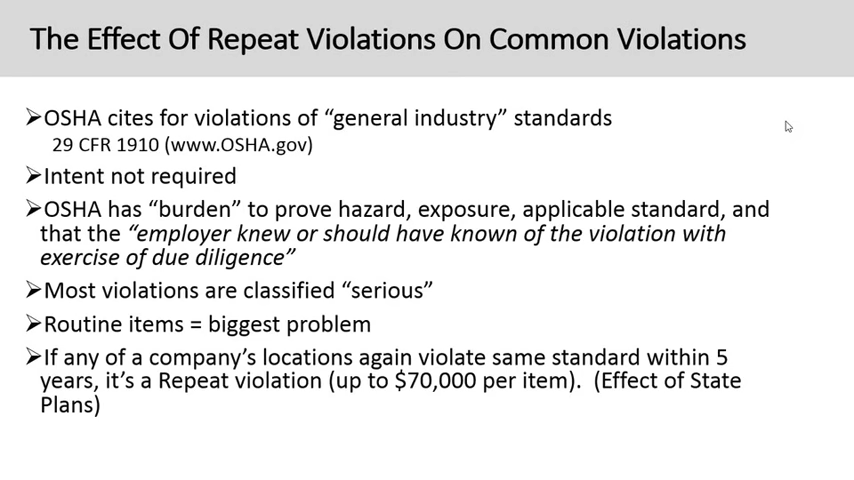 The Effect Of Repeat Violations On Common Violations
➢OSHA cites for violations of “general industry” standards
29 CFR 1910 (www.OSHA.gov)
➢Intent not required
➢OSHA has “burden” to prove hazard, exposure, applicable standard, and
that the “employer knew or should have known of the violation with
exercise of due diligence”
➢Most violations are classified “serious”
➢Routine items = biggest problem
➢If any of a company’s locations again violate same standard within 5
years, it’s a Repeat violation (up to $70,000 per item). (Effect of State
Plans)